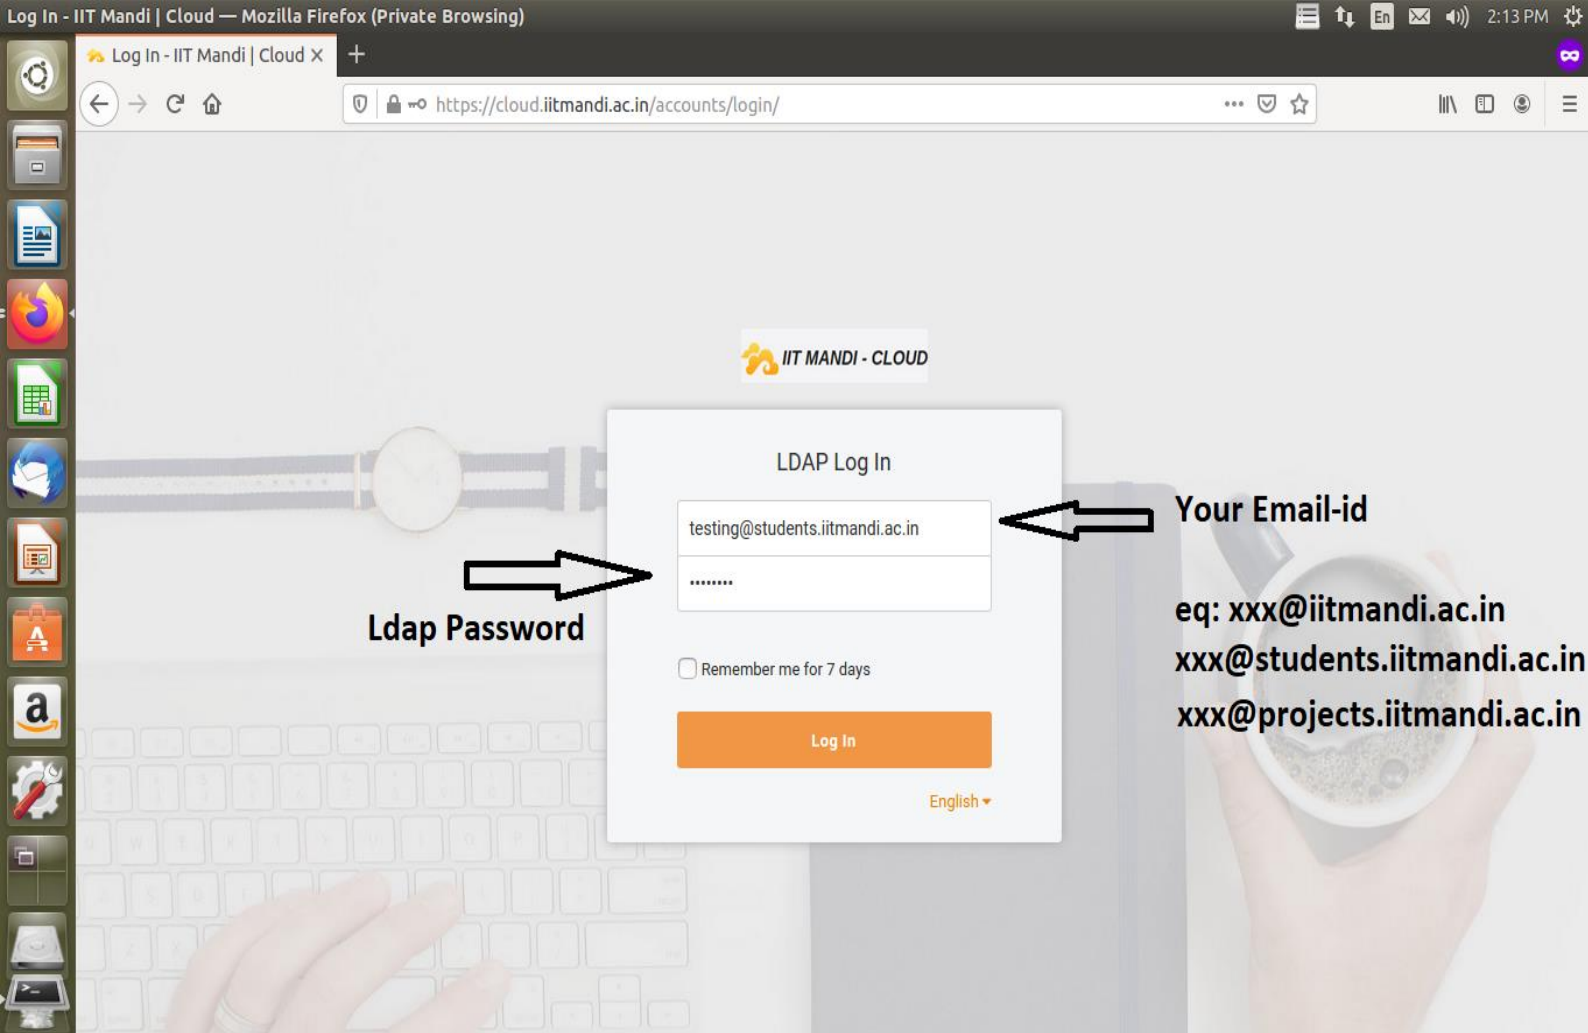 Log In - IIT Mandi | Cloud — Mozilla Firefox (Private Browsing)
En
2:13 PM
Log In - IIT Mandi | Cloud
https://cloud.iitmandi.ac.in/accounts/login/
IIT MANDI - CLOUD
LDAP Log In
testing@students.iitmandi.ac.in
Your Email-id
eq: xxx@iitmandi.ac.in
xxx@students.iitmandi.ac.in
xxx@projects.iitmandi.ac.in
Ldap Password
Remember me for 7 days
Log In
English